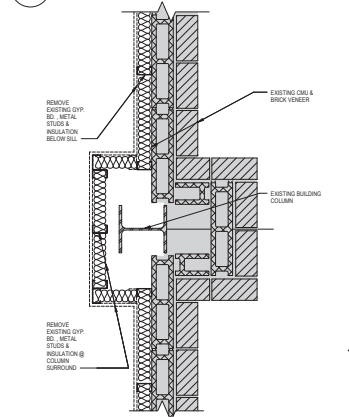 REMOVE
EXISTING GYP.
BD. , METAL
STUDS &
INSULATION
BELOW SILL
EXISTING CMU &
BRICK VENEER
EXISTING BUILDING
COLUMN
REMOVE
EXISTING GYP.
BD. , METAL
STUDS &
INSULATION @
COLUMN
SURROUND